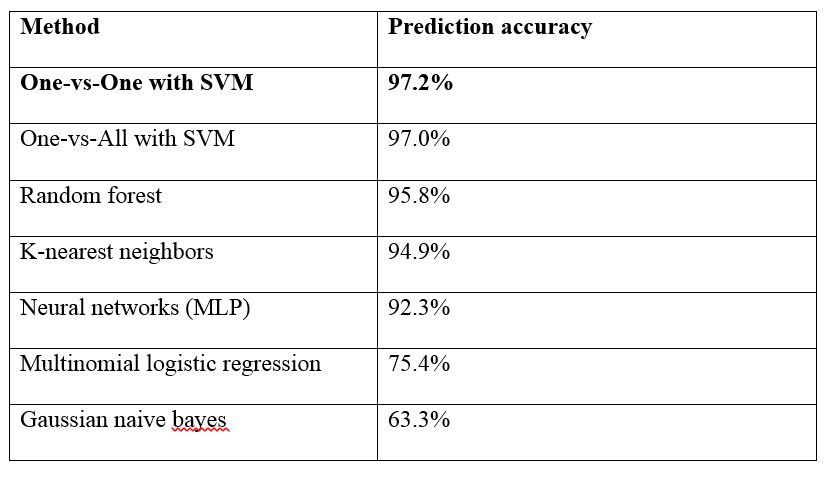 Method Prediction accuracy
One-vs-One with SVM 97.2%
One-vs-All with SVM 97.0%
Random forest 95.8%
K-nearest neighbors 94.9%
Neural networks (MLP) 92.3%
Multinomial logistic regression 75.4%
Gaussian naive bayes 63.3%